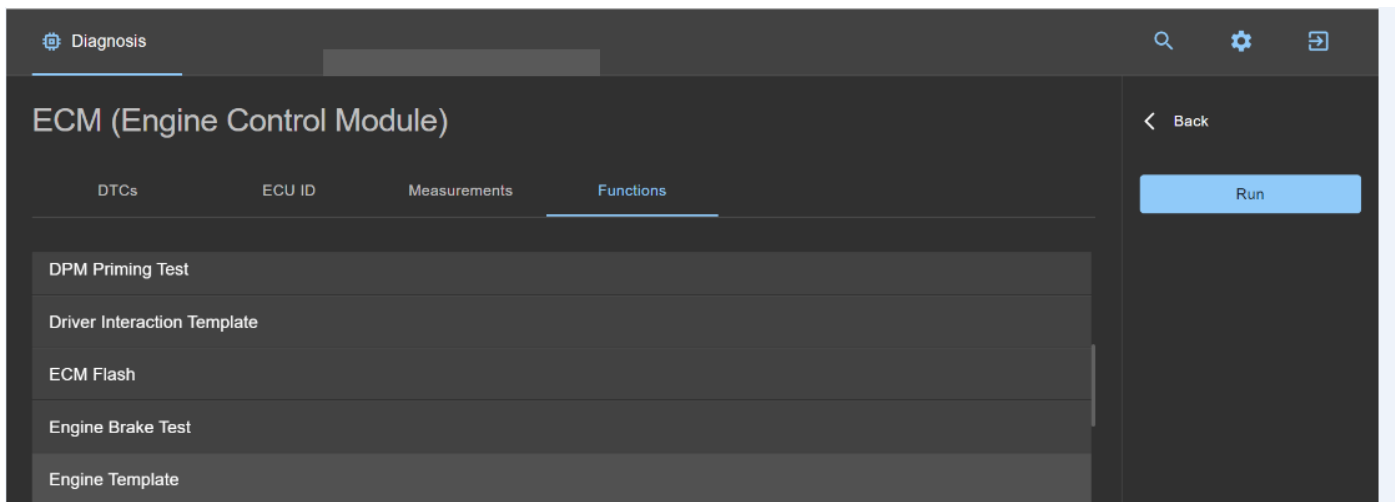 Diagnosis
ECM (Engine Control Module)
Back
DTCs ECU ID Measurements Functions
Run
DPM Priming Test
Driver Interaction Template
ECM Flash
Engine Brake Test
Engine Template